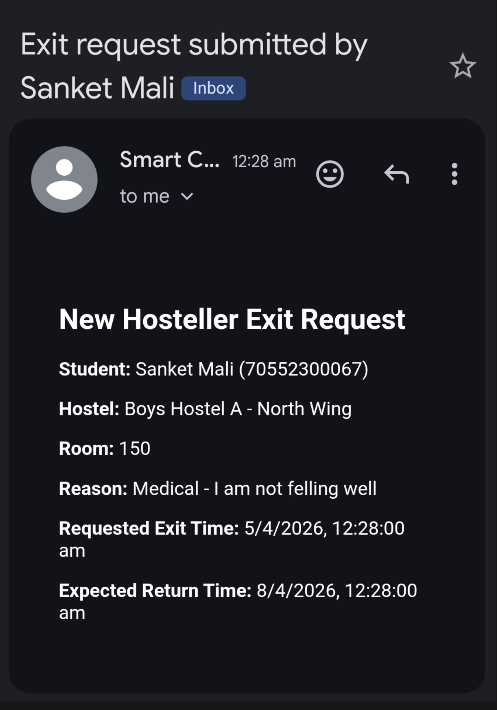 Exit request submitted by
Sanket Mali Inbox
Smart C... 12:28 am
to me
New Hosteller Exit Request
Student: Sanket Mali (70552300067)
Hostel: Boys Hostel A - North Wing
Room: 150
Reason: Medical - I am not felling well
Requested Exit Time: 5/4/2026, 12:28:00
am
Expected Return Time: 8/4/2026, 12:28:00
am